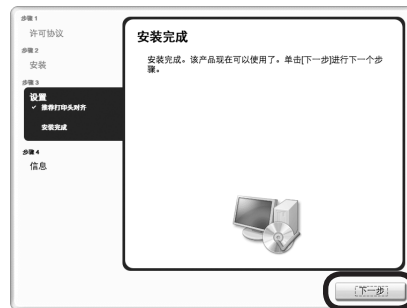 步骤 1
许可协议
步骤 2
安装
步骤 3
设置
✓ 推荐打印头对齐
安装完成
步骤 4
信息
安装完成
安装完成。该产品现在可以使用了。单击[下一步]进行下一个步
骤。
下一步